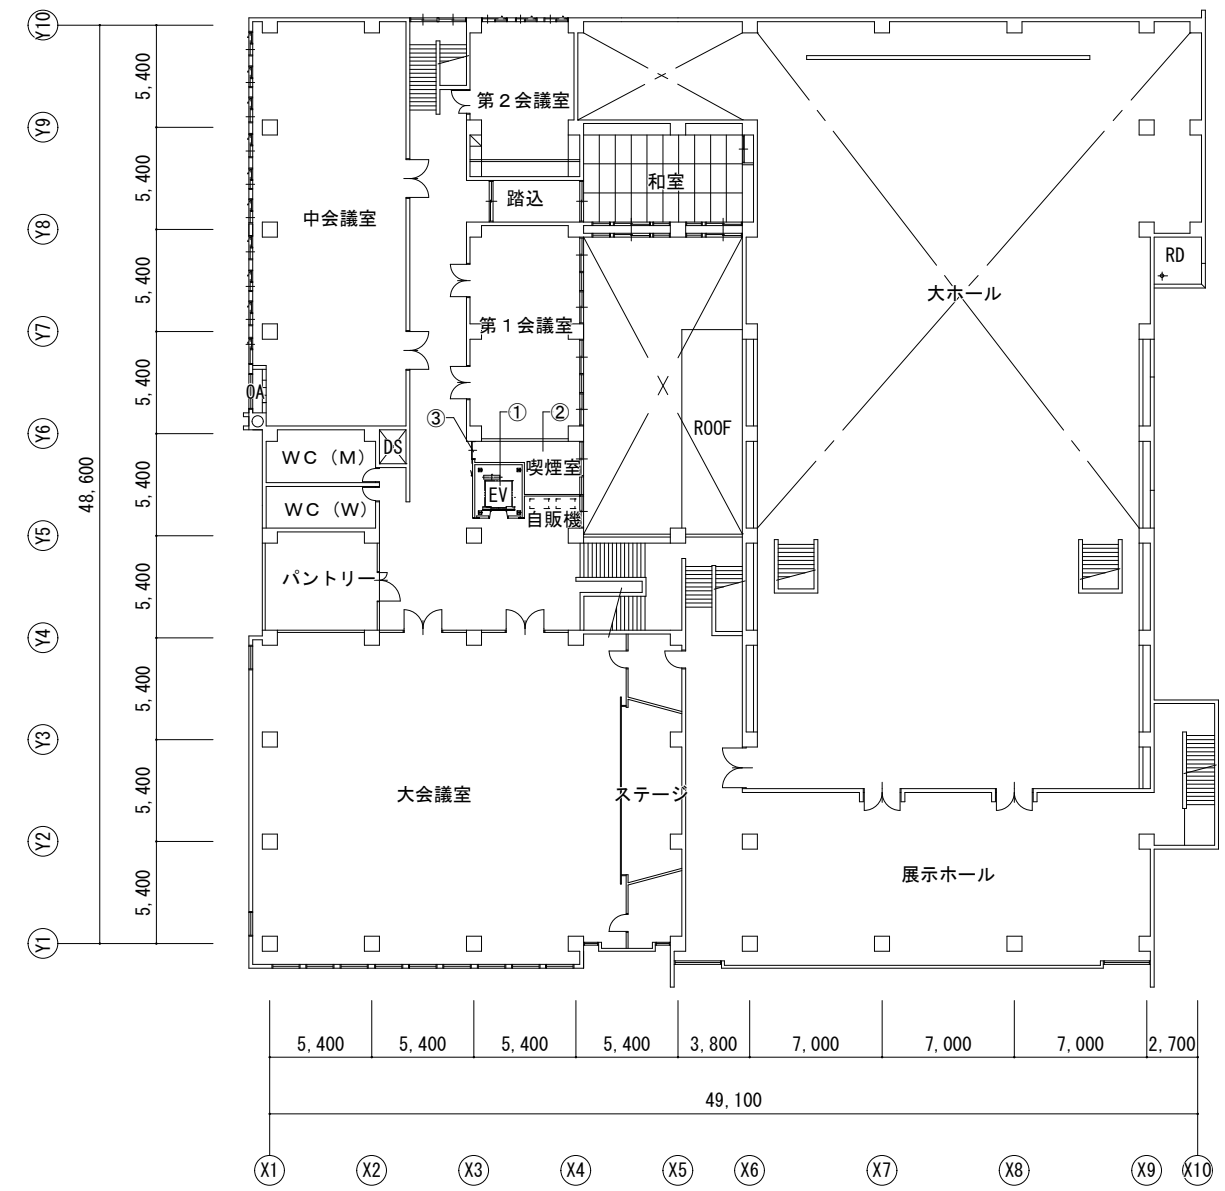 Y10
Y9
Y8
Y7
Y6
Y5
Y4
Y3
Y2
Y1
5,400
5,400
5,400
5,400
5,400
5,400
5,400
5,400
5,400
48,600
第2会議室
和室
踏込
中会議室
RD
大ホール
第1会議室
OA
③
①
②
ROOF
DS
WC(M)
喫煙室
EV
WC(W)
自販機
パントリー
大会議室
ステージ
展示ホール
5,400
5,400
5,400
5,400
3,800
7,000
7,000
7,000
2,700
49,100
X1
X2
X3
X4
X5
X6
X7
X8
X9
X10